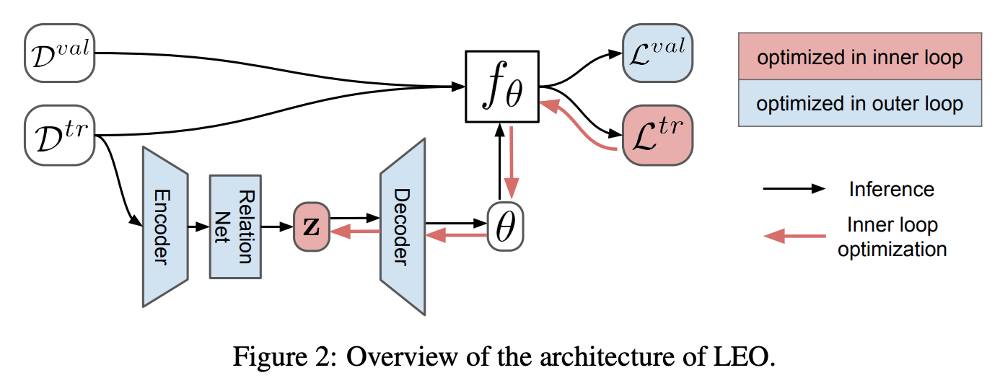 𝒟^{val}
𝒟^{tr}
Encoder
Relation
Net
z
Decoder
θ
f_θ
ℒ^{val}
ℒ^{tr}
optimized in inner loop
optimized in outer loop
Inference
Inner loop
optimization
Figure 2: Overview of the architecture of LEO.